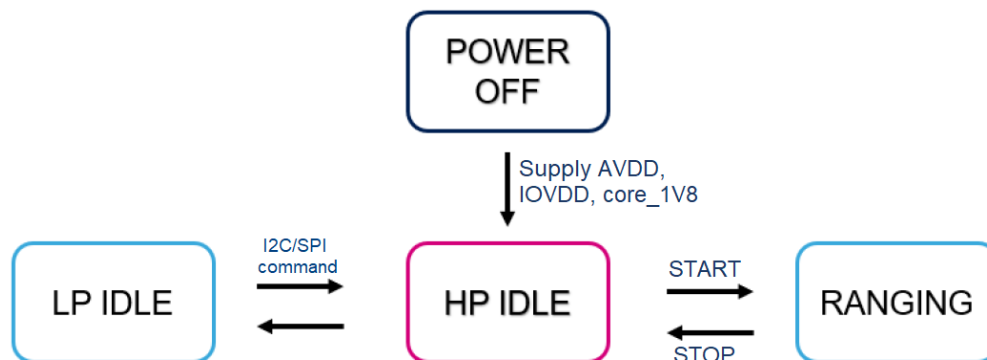 POWER
OFF
Supply AVDD,
IOVDD, core_1V8
I2C/SPI
command
LP IDLE
HP IDLE
START
STOP
RANGING